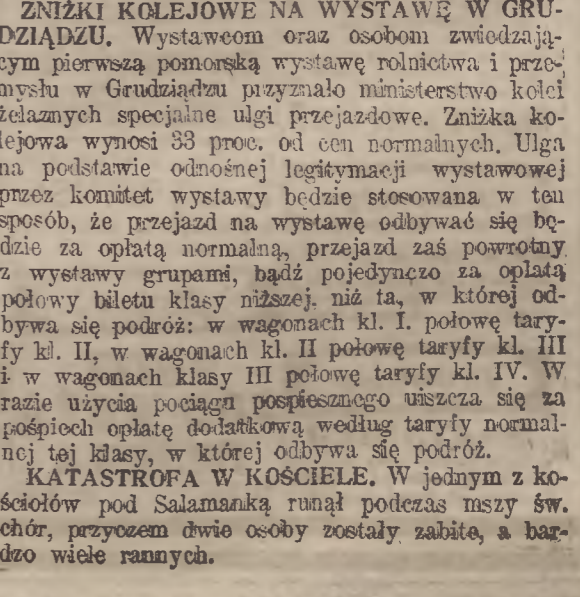 ZNIŻKI KOLEJOWE NA WYSTAWĘ W GRU-
DZIĄDZU. Wystawcom oraz osobom zwiedzają-
cym pierwszą pomorską wystawę rolnictwa i prze-
mysłu w Grudziądzu przyznało ministerstwo kolei
żelaznych specjalne ulgi przejazdowe. Zniżka ko-
lejowa wynosi 33 proc. od cen normalnych. Ulga
na podstawie odnośnej legitymacji wystawowej
przez komitet wystawy będzie stosowana w ten
sposób, że przejazd na wystawę odbywać się bę-
dzie za opłatą normalną, przejazd zaś powrotny
z wystawy grupami, bądź pojedynczo za opłatą
połowy biletu klasy niższej, niż ta, w której od-
bywa się podróż: w wagonach kl. I. połowę tary-
fy kl. II, w wagonach kl. II połowę taryfy kl. III
i w wagonach klasy III połowę taryfy kl. IV. W
razie użycia pociągu pospiesznego uiszcza się za
pośpiech opłatę dodatkową według taryfy normal-
nej tej klasy, w której odbywa się podróż.
KATASTROFA W KOŚCIELE. W jednym z ko-
ściołów pod Salamanką runął podczas mszy św.
chór, przyczem dwie osoby zostały zabite, a bar-
dzo wiele rannych.